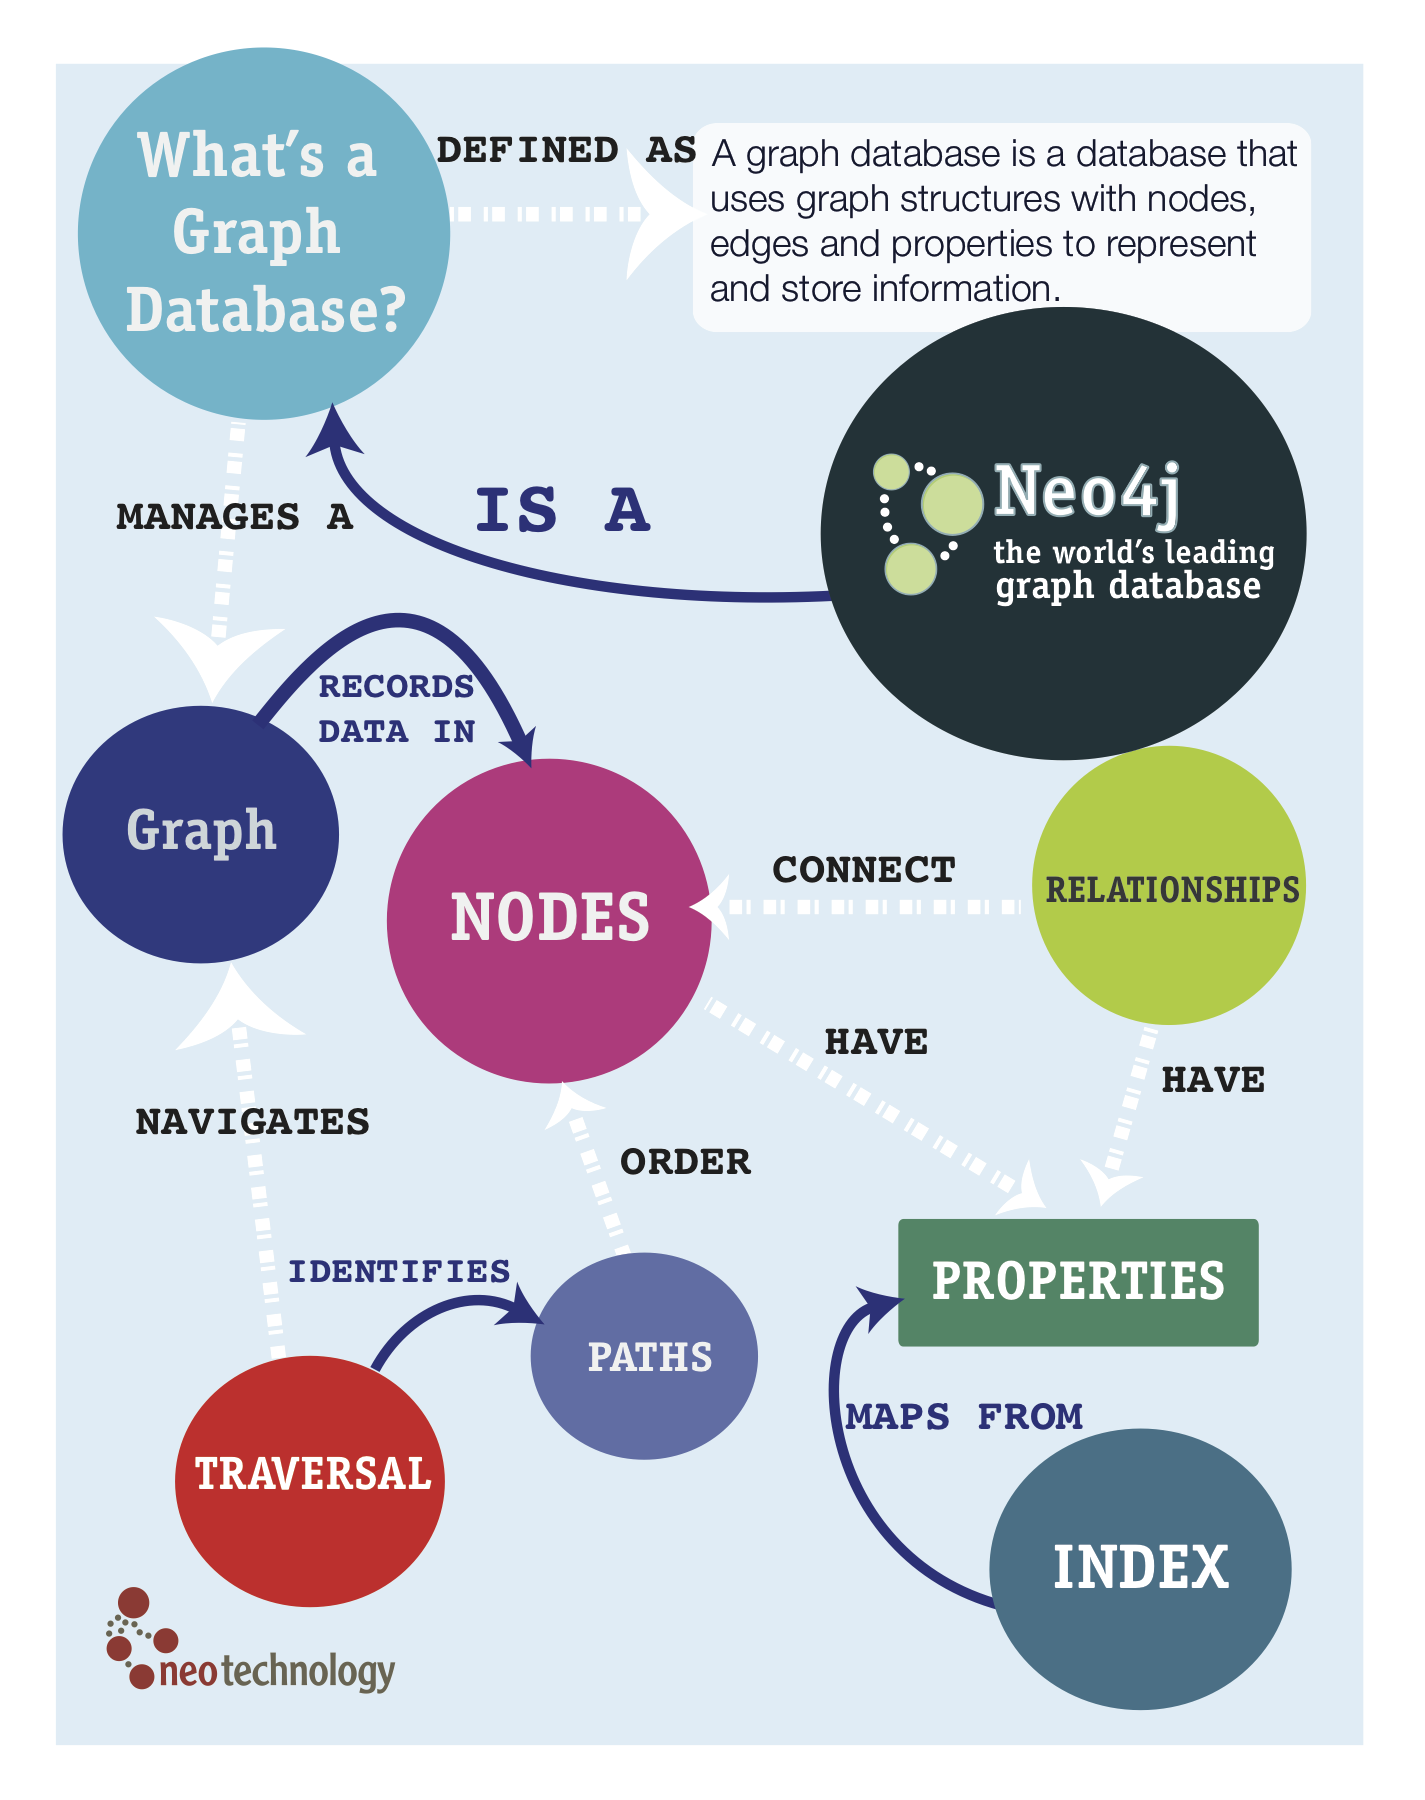 What's a
Graph
Database?
DEFINED AS
A graph database is a database that
uses graph structures with nodes,
edges and properties to represent
and store information.
Neo4j
the world's leading
graph database
IS A
MANAGES A
RECORDS
DATA IN
Graph
NODES
CONNECT
RELATIONSHIPS
HAVE
HAVE
NAVIGATES
ORDER
IDENTIFIES
PATHS
PROPERTIES
MAPS FROM
TRAVERSAL
INDEX
neotechnology